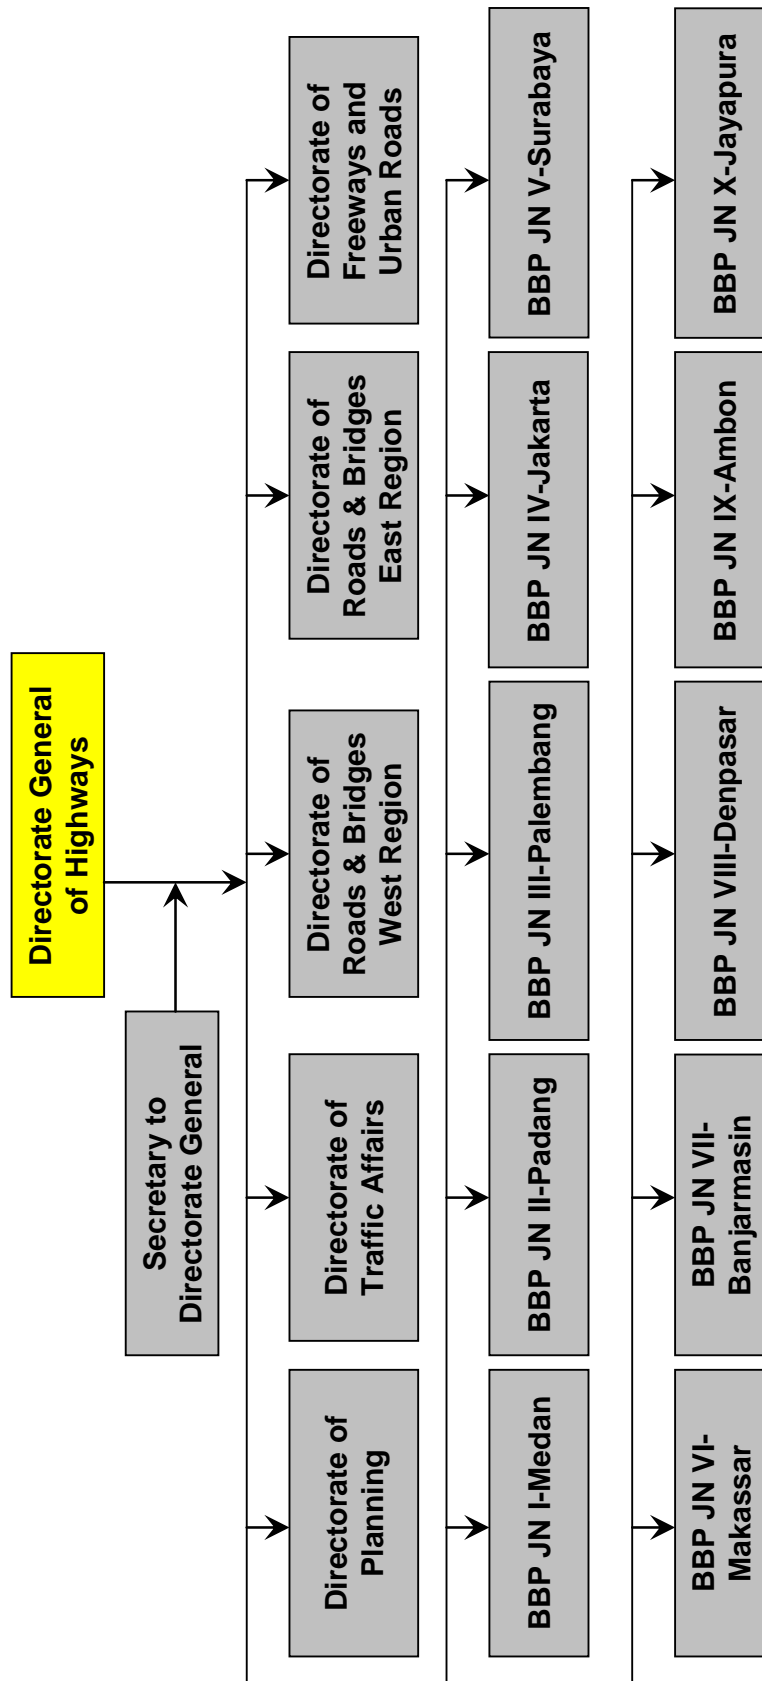 Directorate General
of Highways
Secretary to
Directorate General
Directorate of
Planning
Directorate of
Traffic Affairs
Directorate of
Roads & Bridges
West Region
Directorate of
Roads & Bridges
East Region
Directorate of
Freeways and
Urban Roads
BBP JN I-Medan
BBP JN II-Padang
BBP JN III-Palembang
BBP JN IV-Jakarta
BBP JN V-Surabaya
BBP JN VI-
Makassar
BBP JN VII-
Banjarmasin
BBP JN VIII-Denpasar
BBP JN IX-Ambon
BBP JN X-Jayapura